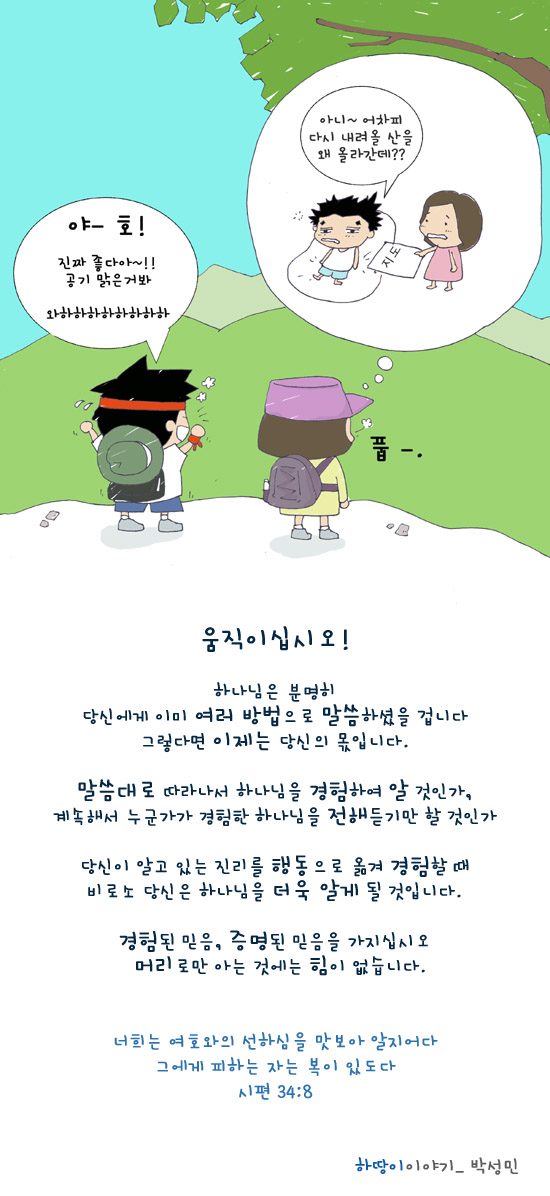 아니~ 어차피
다시 내려올 산을
왜 올라간데??
지도
야- 호!
진짜 좋다아~!!
공기 맑은거봐
와하하하하하하하하하
풉 -.
움직이십시오!
하나님은 분명히
당신에게 이미 여러 방법으로 말씀하셨을 겁니다
그렇다면 이제는 당신의 몫입니다.
말씀대로 따라나서 하나님을 경험하여 알 것인가,
계속해서 누군가가 경험한 하나님을 전해듣기만 할 것인가
당신이 알고 있는 진리를 행동으로 옮겨 경험할 때
비로소 당신은 하나님을 더욱 알게 될 것입니다.
경험된 믿음, 증명된 믿음을 가지십시오
머리로만 아는 것에는 힘이 없습니다.
너희는 여호와의 선하심을 맛보아 알지어다
그에게 피하는 자는 복이 있도다
시편 34:8
하땅이이야기_ 박성민